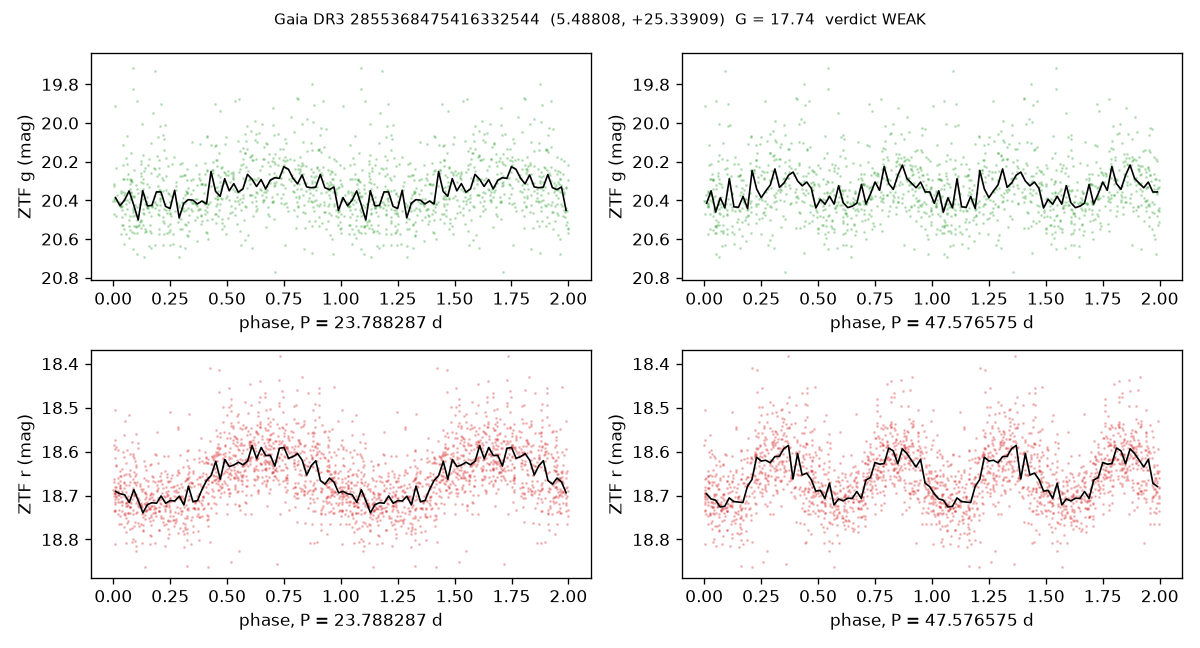 Gaia DR3 2855368475416332544  (5.48808, +25.33909)  G = 17.74  verdict WEAK
ZTF g (mag)
19.8
20.0
20.2
20.4
20.6
20.8
0.00 0.25 0.50 0.75 1.00 1.25 1.50 1.75 2.00
phase, P = 23.788287 d
ZTF g (mag)
19.8
20.0
20.2
20.4
20.6
20.8
0.00 0.25 0.50 0.75 1.00 1.25 1.50 1.75 2.00
phase, P = 47.576575 d
ZTF r (mag)
18.4
18.5
18.6
18.7
18.8
0.00 0.25 0.50 0.75 1.00 1.25 1.50 1.75 2.00
phase, P = 23.788287 d
ZTF r (mag)
18.4
18.5
18.6
18.7
18.8
0.00 0.25 0.50 0.75 1.00 1.25 1.50 1.75 2.00
phase, P = 47.576575 d